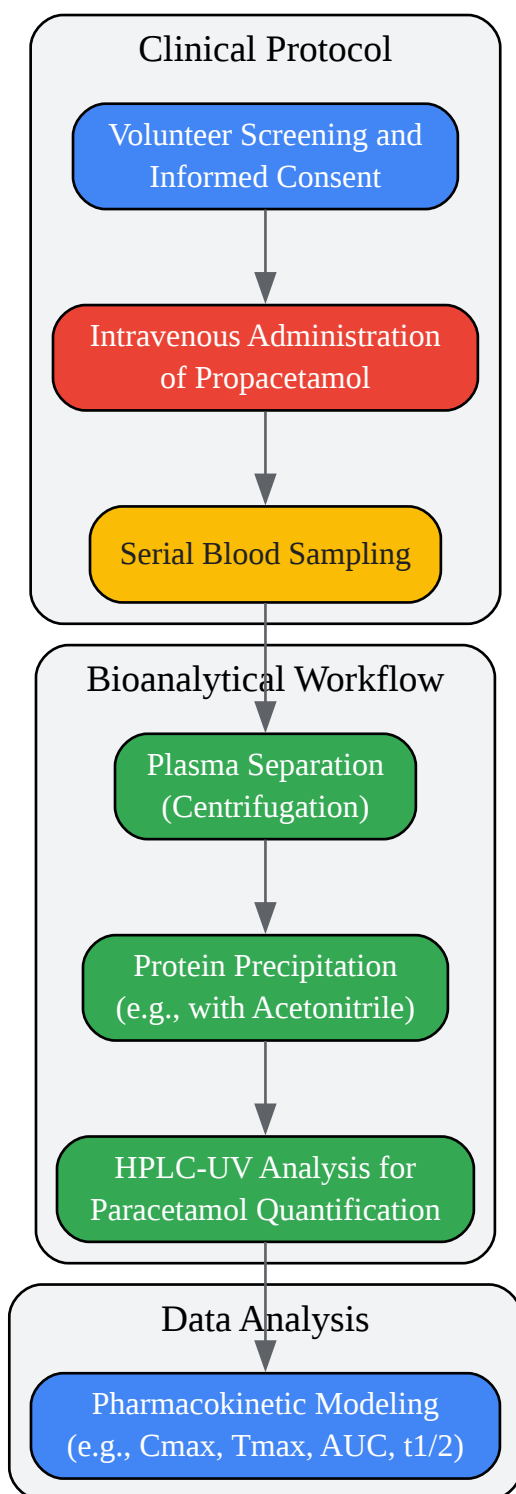 Clinical Protocol
Volunteer Screening and
Informed Consent
Intravenous Administration
of Propacetamol
Serial Blood Sampling
Bioanalytical Workflow
Plasma Separation
(Centrifugation)
Protein Precipitation
(e.g., with Acetonitrile)
HPLC-UV Analysis for
Paracetamol Quantification
Data Analysis
Pharmacokinetic Modeling
(e.g., Cmax, Tmax, AUC, t1/2)